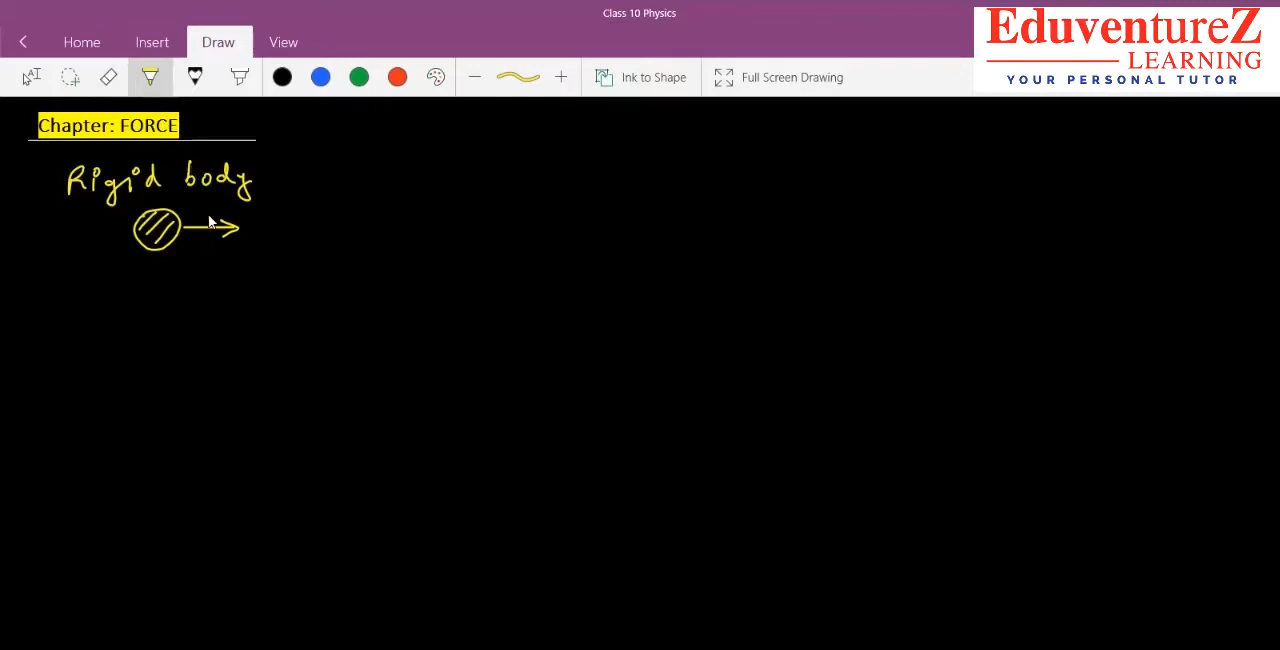 Class 10 Physics
EduventureZ
LEARNING
YOUR PERSONAL TUTOR
Home Insert Draw View
Ink to Shape Full Screen Drawing
Chapter: FORCE
Rigid body